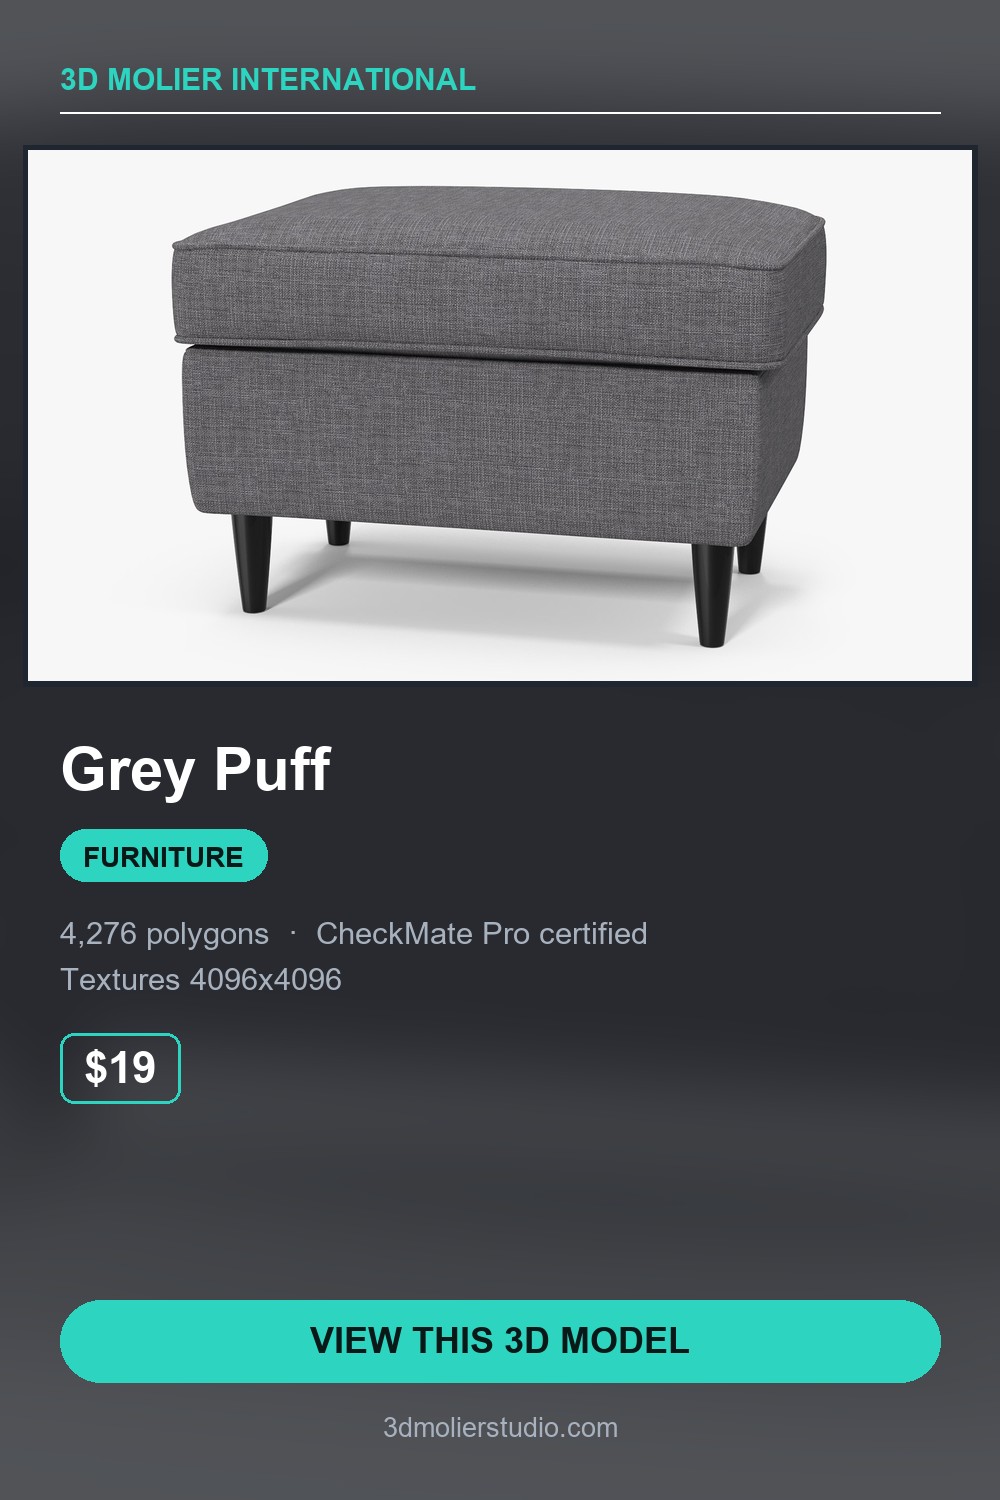 3D MOLIER INTERNATIONAL
Grey Puff
FURNITURE
4,276 polygons · CheckMate Pro certified
Textures 4096x4096
$19
VIEW THIS 3D MODEL
3dmolierstudio.com